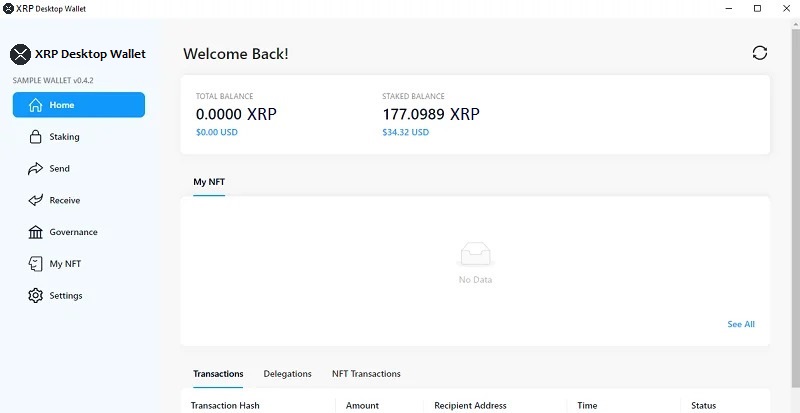 XRP Desktop Wallet
XRP Desktop Wallet
SAMPLE WALLET v0.4.2
Home
Staking
Send
Receive
Governance
My NFT
Settings
Welcome Back!
TOTAL BALANCE
0.0000 XRP
$0.00 USD
STAKED BALANCE
177.0989 XRP
$34.32 USD
My NFT
No Data
See All
Transactions Delegations NFT Transactions
Transaction Hash Amount Recipient Address Time Status